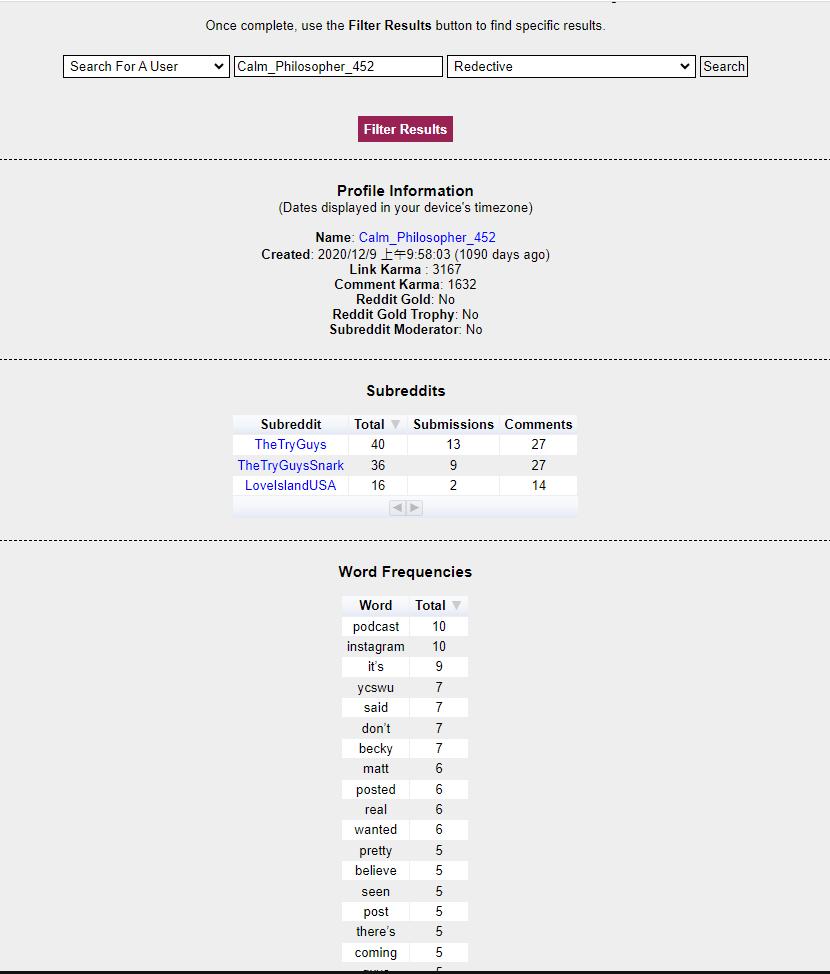 Once complete, use the Filter Results button to find specific results.
Search For A User Calm_Philosopher_452 Redective Search
Filter Results
Profile Information
(Dates displayed in your device's timezone)
Name: Calm_Philosopher_452
Created: 2020/12/9 上午9:58:03 (1090 days ago)
Link Karma : 3167
Comment Karma: 1632
Reddit Gold: No
Reddit Gold Trophy: No
Subreddit Moderator: No
Subreddits
Subreddit Total Submissions Comments
TheTryGuys 40 13 27
TheTryGuysSnark 36 9 27
LoveIslandUSA 16 2 14
Word Frequencies
Word Total
podcast 10
instagram 10
it's 9
ycswu 7
said 7
don't 7
becky 7
matt 6
posted 6
real 6
wanted 6
pretty 5
believe 5
seen 5
post 5
there's 5
coming 5